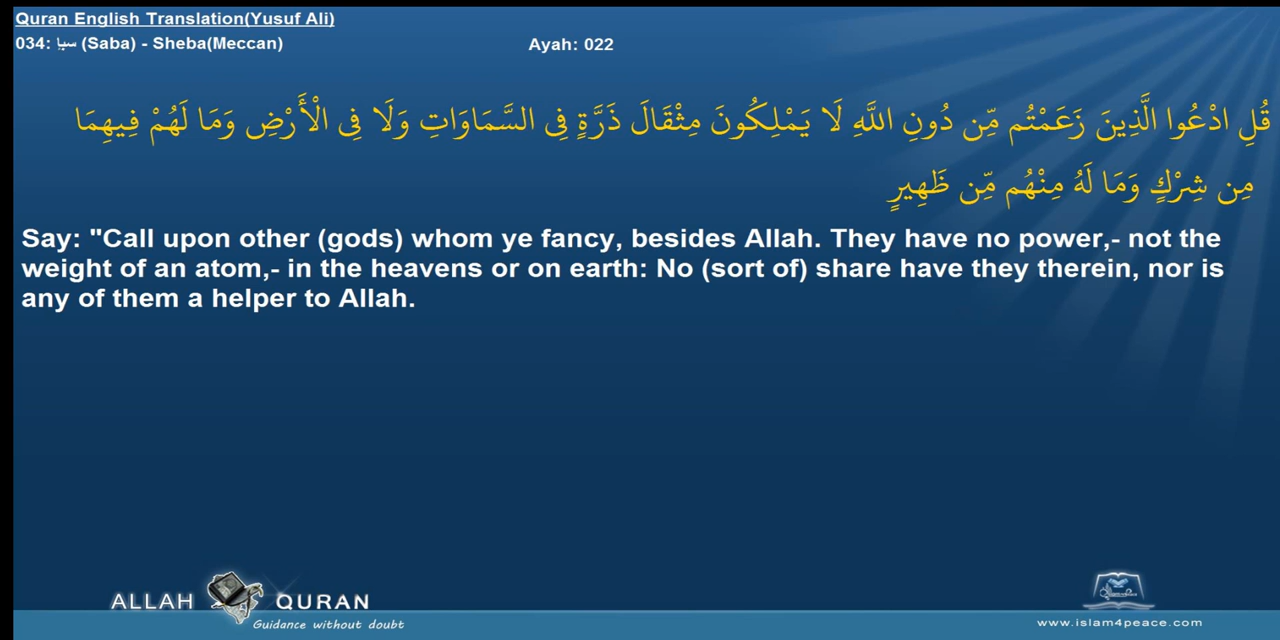 Quran English Translation(Yusuf Ali)
034: سبإ (Saba) - Sheba(Meccan) Ayah: 022
قُلِ ادْعُوا الَّذِينَ زَعَمْتُم مِّن دُونِ اللَّهِ لَا يَمْلِكُونَ مِثْقَالَ ذَرَّةٍ فِي السَّمَاوَاتِ وَلَا فِي الْأَرْضِ وَمَا لَهُمْ فِيهِمَا
مِن شِرْكٍ وَمَا لَهُ مِنْهُم مِّن ظَهِيرٍ
Say: "Call upon other (gods) whom ye fancy, besides Allah. They have no power,- not the
weight of an atom,- in the heavens or on earth: No (sort of) share have they therein, nor is
any of them a helper to Allah.
ALLAH QURAN
Guidance without doubt
www.islam4peace.com